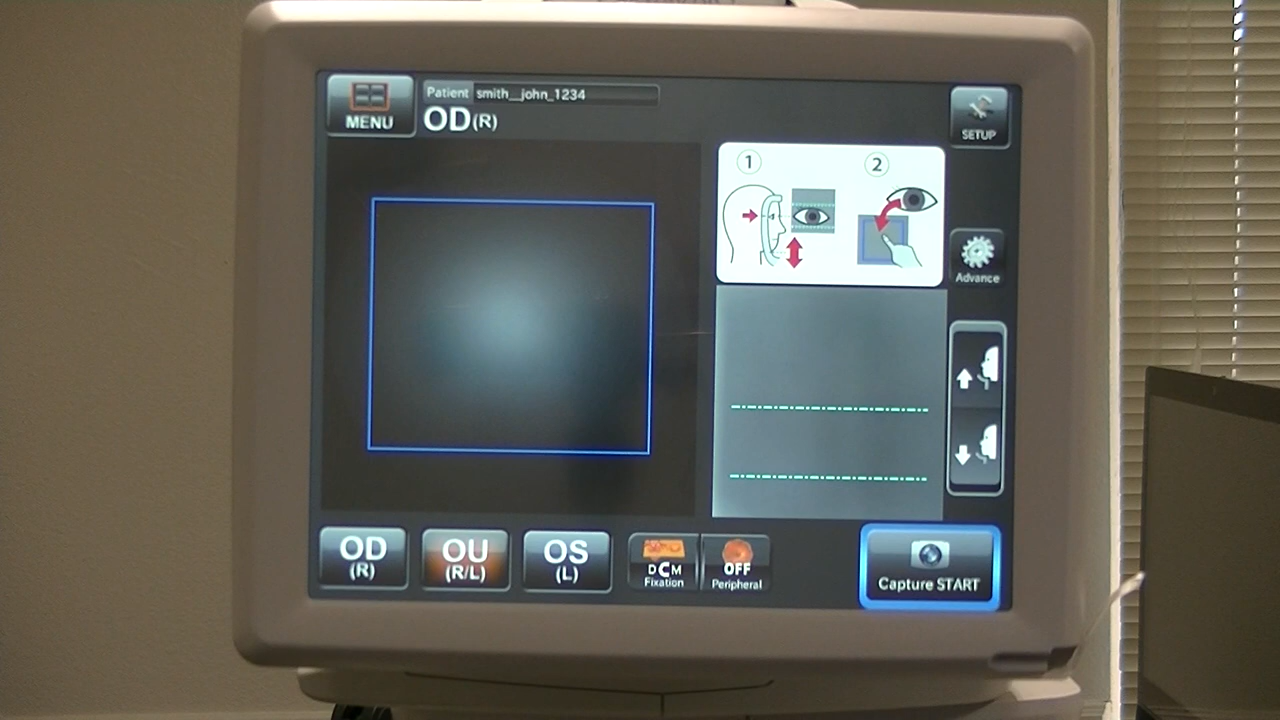 MENU
Patient smith__john_1234
OD(R)
SETUP
1 2
Advance
OD
(R)
OU
(R/L)
OS
(L)
DCM
Fixation
OFF
Peripheral
Capture START